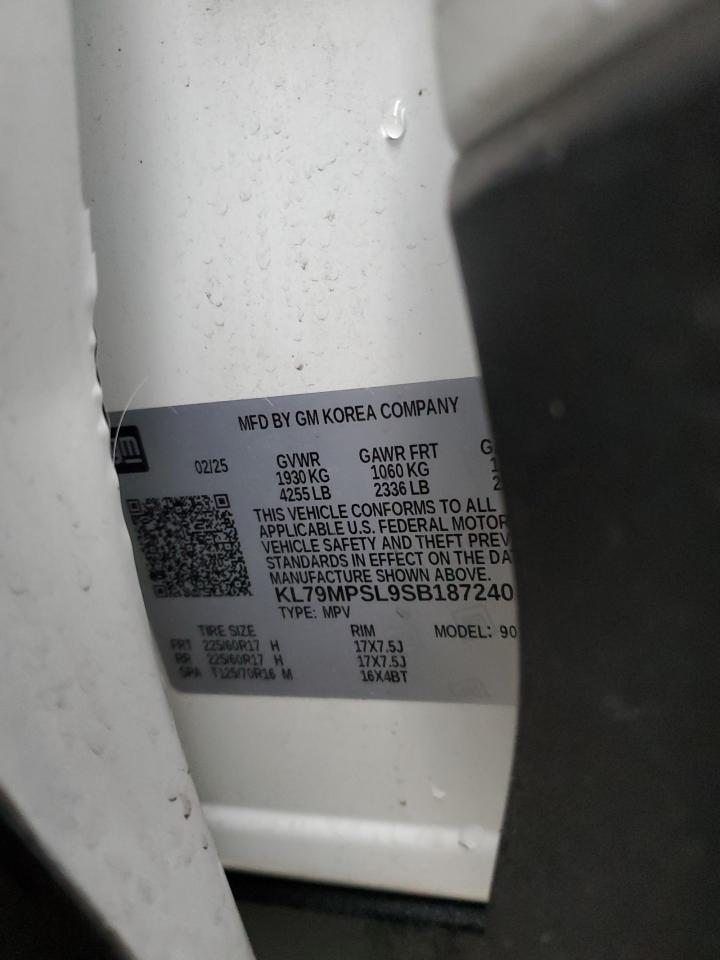 MFD BY GM KOREA COMPANY
gm
02/25 GVWR GAWR FRT
1930 KG 1060 KG
4255 LB 2336 LB
THIS VEHICLE CONFORMS TO ALL
APPLICABLE U.S. FEDERAL MOTOR
VEHICLE SAFETY AND THEFT PREV
STANDARDS IN EFFECT ON THE DA
MANUFACTURE SHOWN ABOVE.
KL79MPSL9SB187240
TYPE: MPV
TIRE SIZE RIM MODEL: 90
FRT 225/60R17 H 17X7.5J
RR 225/60R17 H 17X7.5J
SPA T125/70R16 M 16X4BT